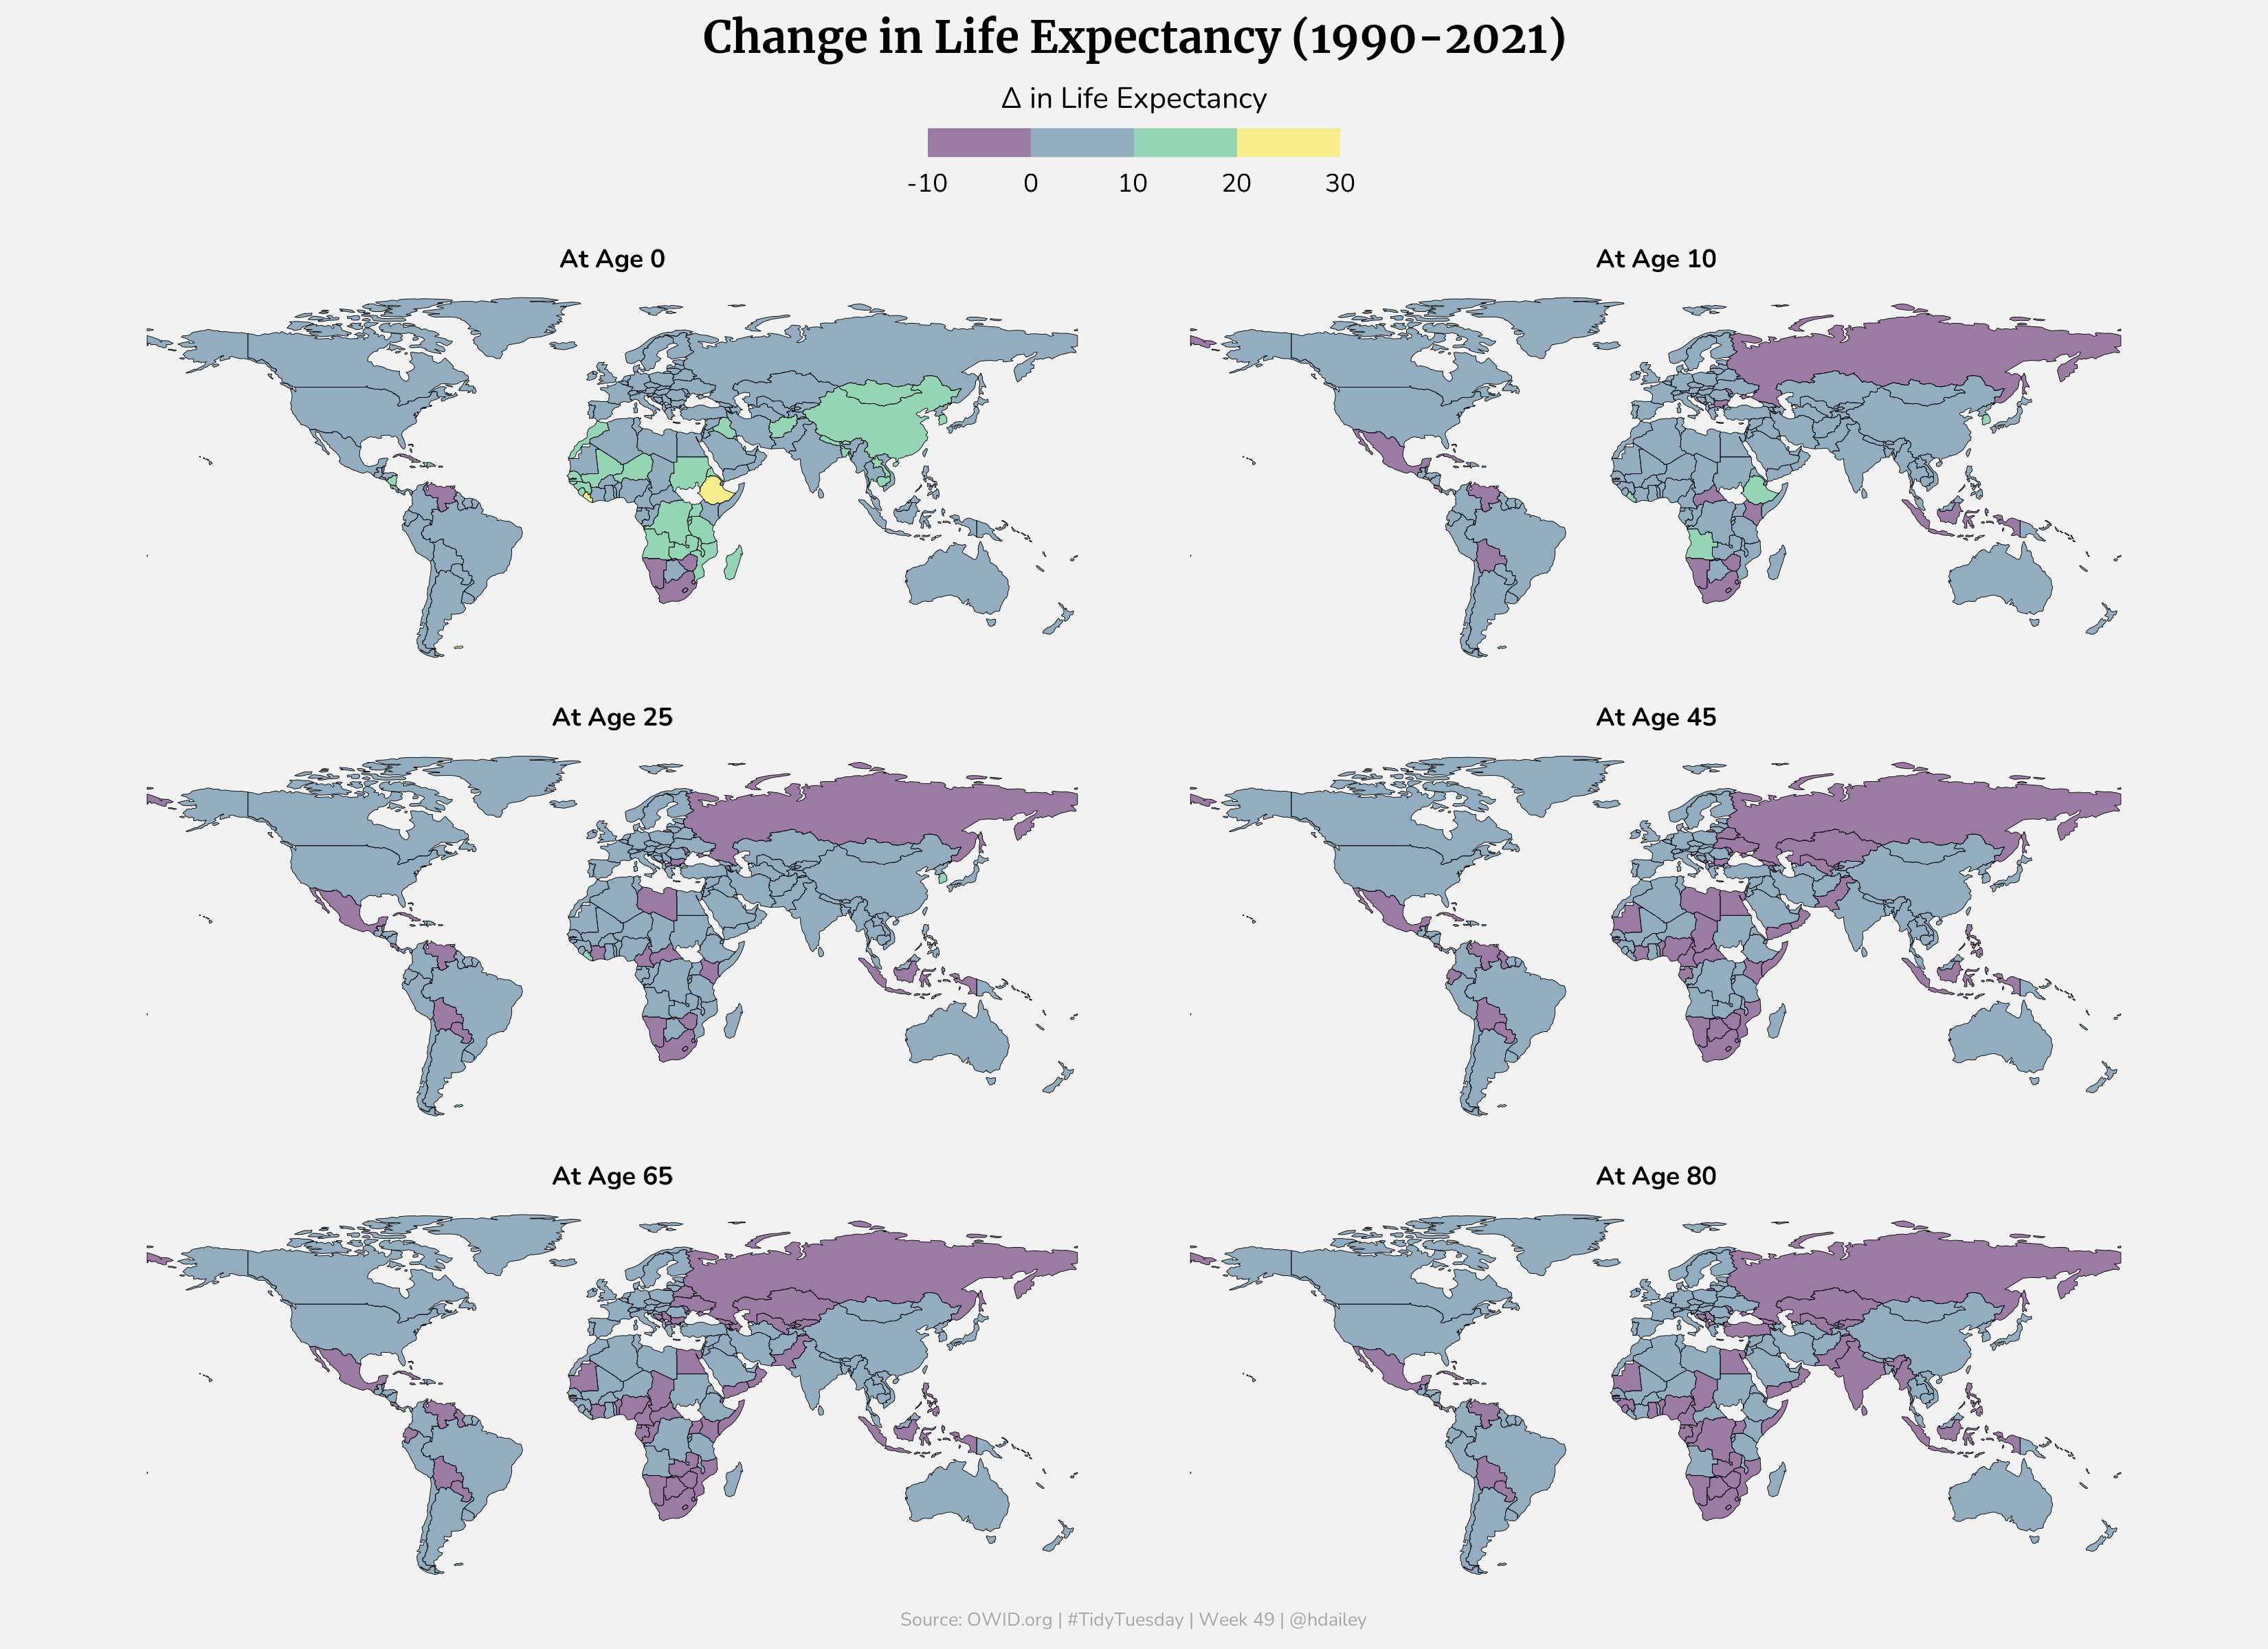 Change in Life Expectancy (1990-2021)
Δ in Life Expectancy
-10 0 10 20 30
At Age 0
At Age 10
At Age 25
At Age 45
At Age 65
At Age 80
Source: OWID.org | #TidyTuesday | Week 49 | @hdailey